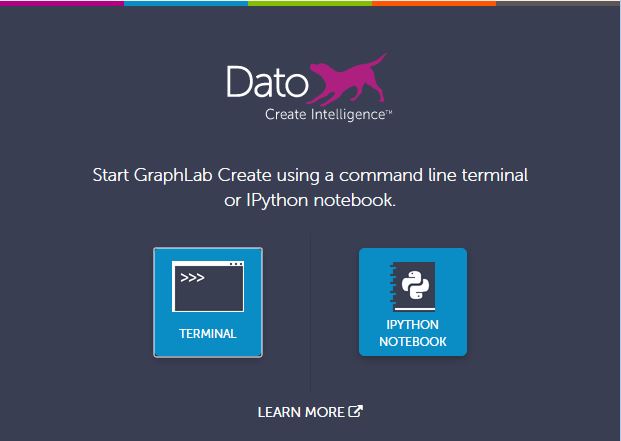 Dato
Create Intelligence™
Start GraphLab Create using a command line terminal
or IPython notebook.
>>>
TERMINAL
IPYTHON
NOTEBOOK
LEARN MORE